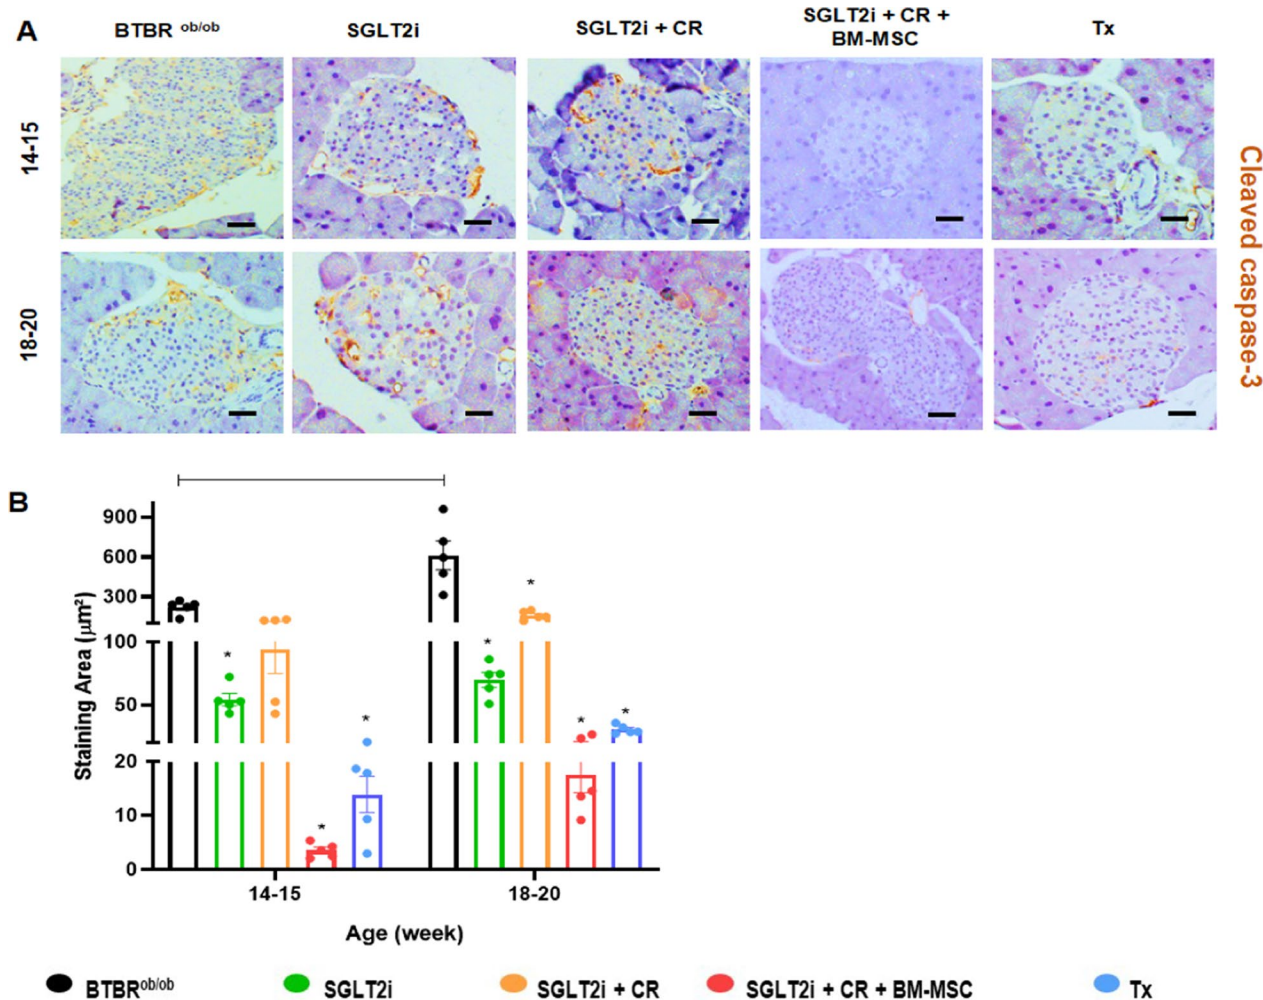 A
BTBR ob/ob
SGLT2i
SGLT2i + CR
SGLT2i + CR +
BM-MSC
Tx
14-15
18-20
Cleaved caspase-3
B
Staining Area (μm²)
900
600
300
100
50
20
10
0
*
*
*
*
*
*
*
14-15
18-20
Age (week)
BTBRob/ob
SGLT2i
SGLT2i + CR
SGLT2i + CR + BM-MSC
Tx